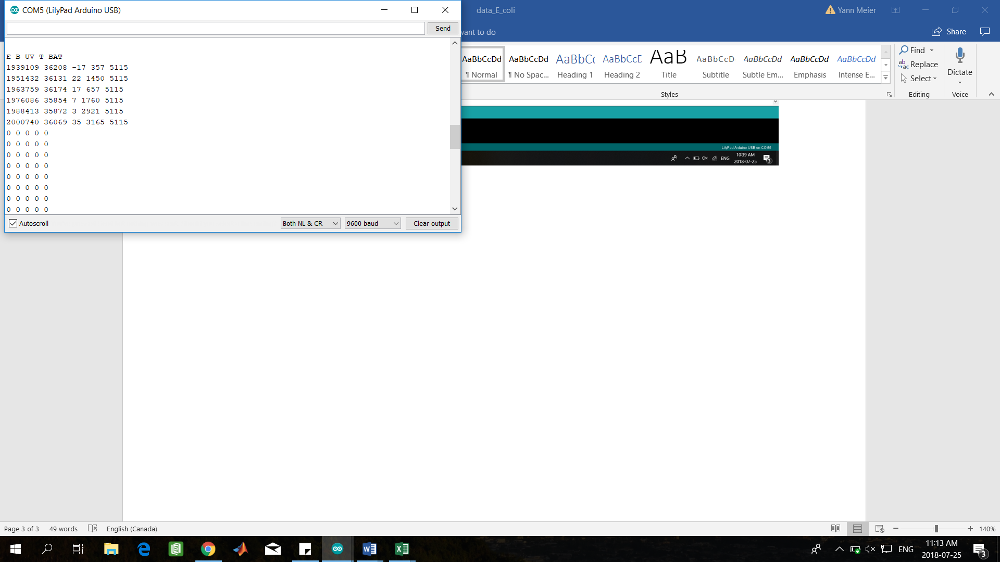 COM5 (LilyPad Arduino USB)
Send
E B UV T BAT
1939109 36208 -17 357 5115
1951432 36131 22 1450 5115
1963759 36174 17 657 5115
1976086 35854 7 1760 5115
1988413 35872 3 2921 5115
2000740 36069 35 3165 5115
0 0 0 0 0
0 0 0 0 0
0 0 0 0 0
0 0 0 0 0
0 0 0 0 0
0 0 0 0 0
0 0 0 0 0
0 0 0 0 0
Autoscroll
Both NL & CR
9600 baud
Clear output
data_E_coli
Yann Meier
want to do
Share
AaBbCcDd AaBbCcDd AaBbCc AaBbCcD AaB AaBbCcD AaBbCcDd AaBbCcDd AaBbCcDd
¶ Normal ¶ No Spac... Heading 1 Heading 2 Title Subtitle Subtle Em... Emphasis Intense E...
Styles
Find
Replace
Select
Editing
Dictate
Voice
LilyPad Arduino USB on COM5
ENG
10:39 AM
2018-07-25
3
Page 3 of 3
49 words
English (Canada)
140%
ENG
11:13 AM
2018-07-25
3